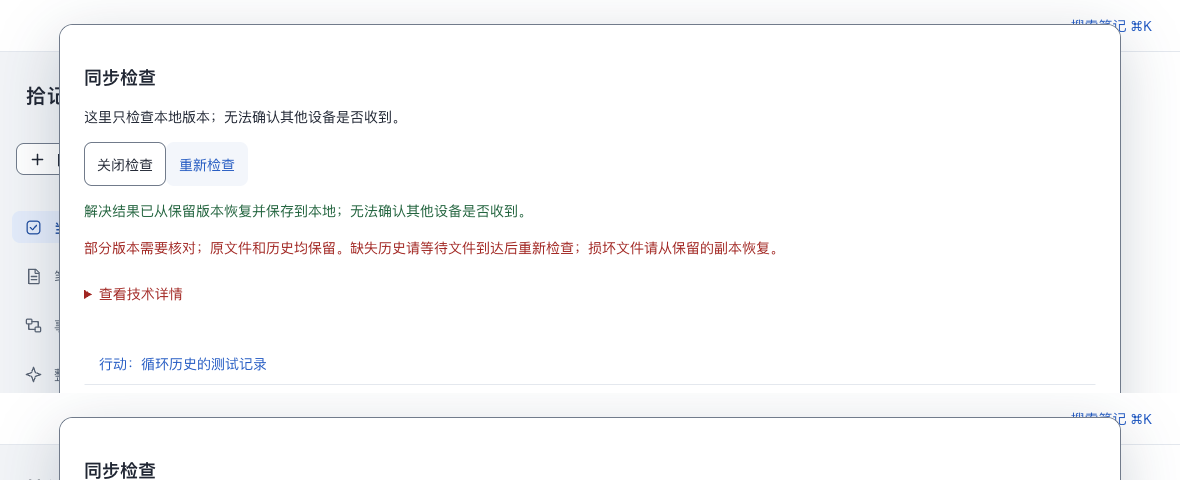 ⌘K
同步检查
拾记
这里只检查本地版本；无法确认其他设备是否收到。
关闭检查
重新检查
解决结果已从保留版本恢复并保存到本地；无法确认其他设备是否收到。
部分版本需要核对；原文件和历史均保留。缺失历史请等待文件到达后重新检查；损坏文件请从保留的副本恢复。
查看技术详情
行动：循环历史的测试记录
⌘K
同步检查